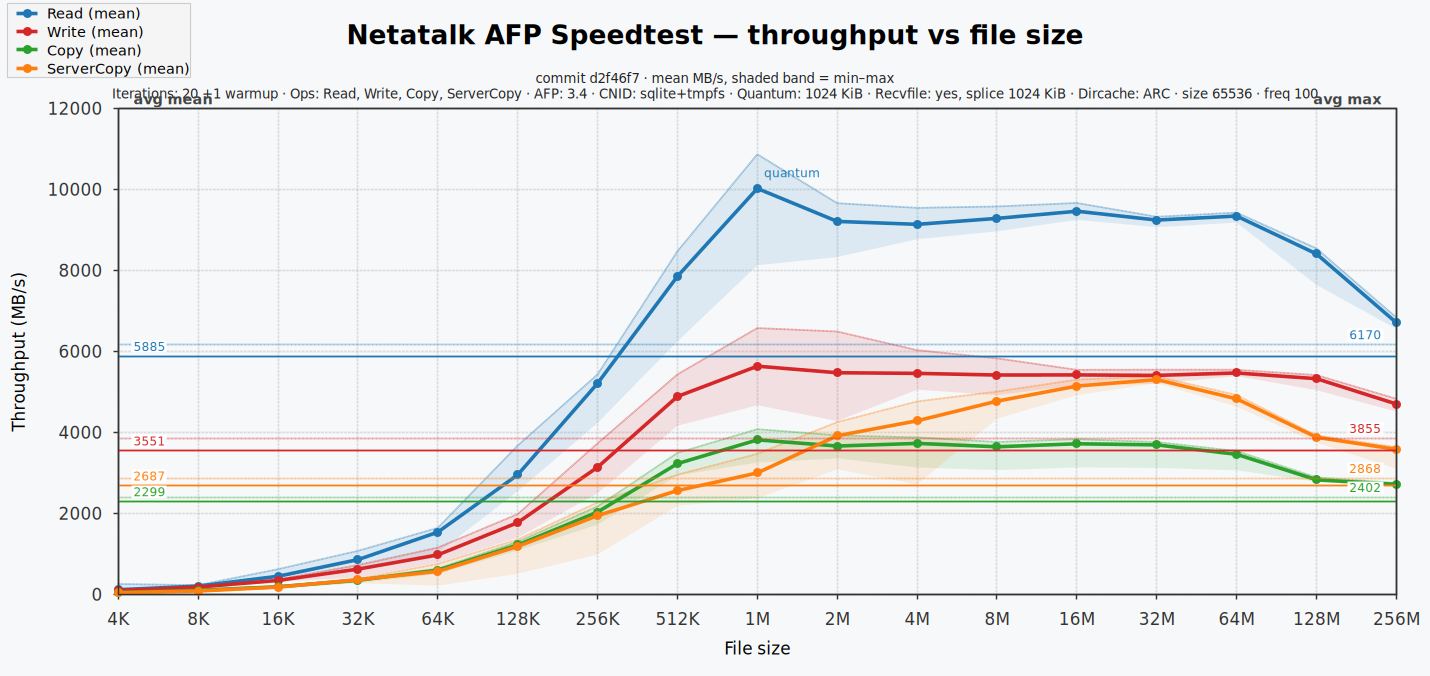 Read (mean)
Write (mean)
Copy (mean)
ServerCopy (mean)
Netatalk AFP Speedtest — throughput vs file size
commit d2f46f7 · mean MB/s, shaded band = min–max
Iterations: 20 +1 warmup · Ops: Read, Write, Copy, ServerCopy · AFP: 3.4 · CNID: sqlite+tmpfs · Quantum: 1024 KiB · Recvfile: yes, splice 1024 KiB · Dircache: ARC · size 65536 · freq 100
avg mean
avg max
12000
10000
8000
6000
4000
2000
0
Throughput (MB/s)
quantum
5885
6170
3551
3855
2687
2868
2299
2402
4K 8K 16K 32K 64K 128K 256K 512K 1M 2M 4M 8M 16M 32M 64M 128M 256M
File size